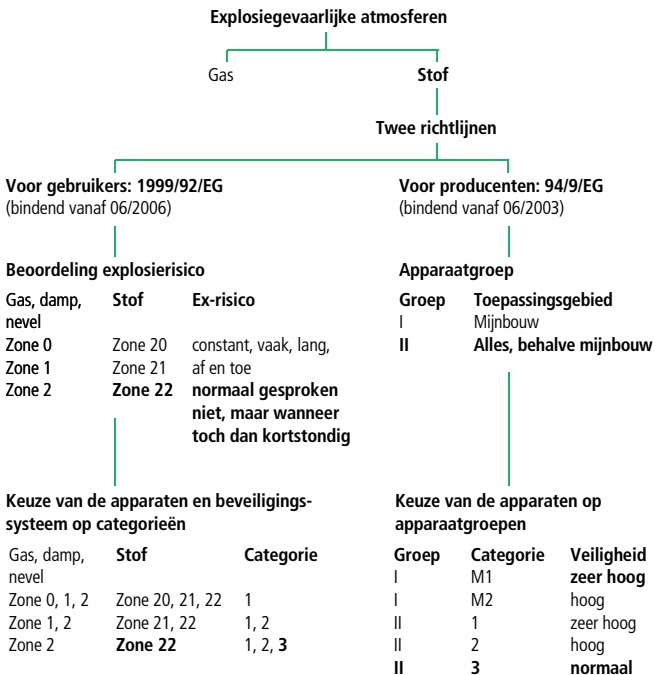 Explosiegevaarlijke atmosferen
Gas Stof
Twee richtlijnen
Voor gebruikers: 1999/92/EG
(bindend vanaf 06/2006)
Beoordeling explosierisico
Gas, damp, Stof Ex-risico
nevel
Zone 0 Zone 20 constant, vaak, lang,
Zone 1 Zone 21 af en toe
Zone 2 Zone 22 normaal gesproken
niet, maar wanneer
toch dan kortstondig
Keuze van de apparaten en beveiligings-
systeem op categorieën
Gas, damp, Stof Categorie
nevel
Zone 0, 1, 2 Zone 20, 21, 22 1
Zone 1, 2 Zone 21, 22 1, 2
Zone 2 Zone 22 1, 2, 3
Voor producenten: 94/9/EG
(bindend vanaf 06/2003)
Apparaatgroep
Groep Toepassingsgebied
I Mijnbouw
II Alles, behalve mijnbouw
Keuze van de apparaten op
apparaatgroepen
Groep Categorie Veiligheid
I M1 zeer hoog
I M2 hoog
II 1 zeer hoog
II 2 hoog
II 3 normaal